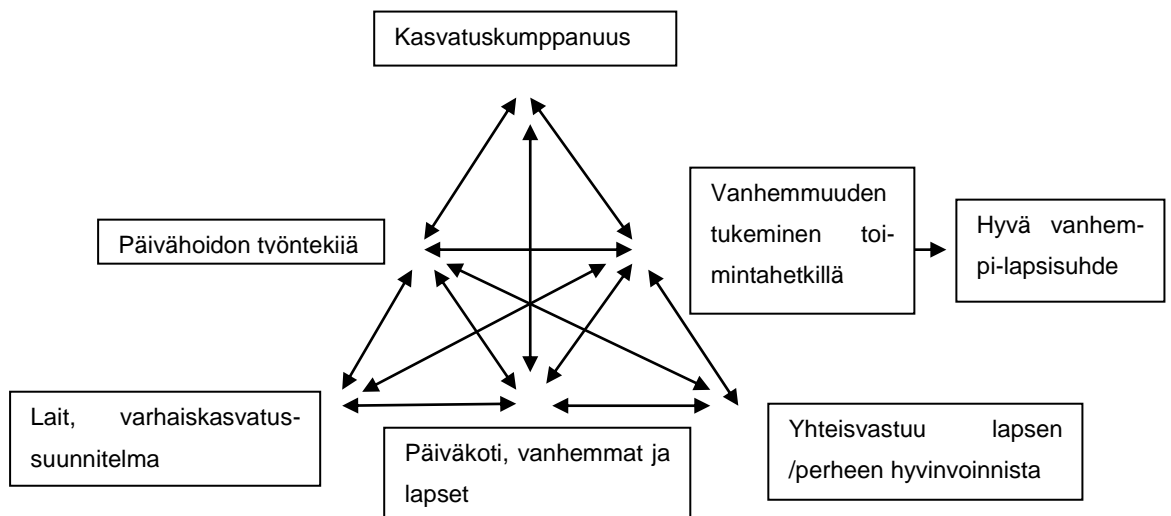 Kasvatuskumppanuus
Päivähoidon työntekijä
Vanhemmuuden
tukeminen toi-
mintahetkillä
Hyvä vanhem-
pi-lapsisuhde
Lait, varhaiskasvatus-
suunnitelma
Päiväkoti, vanhemmat ja
lapset
Yhteisvastuu lapsen
/perheen hyvinvoinnista